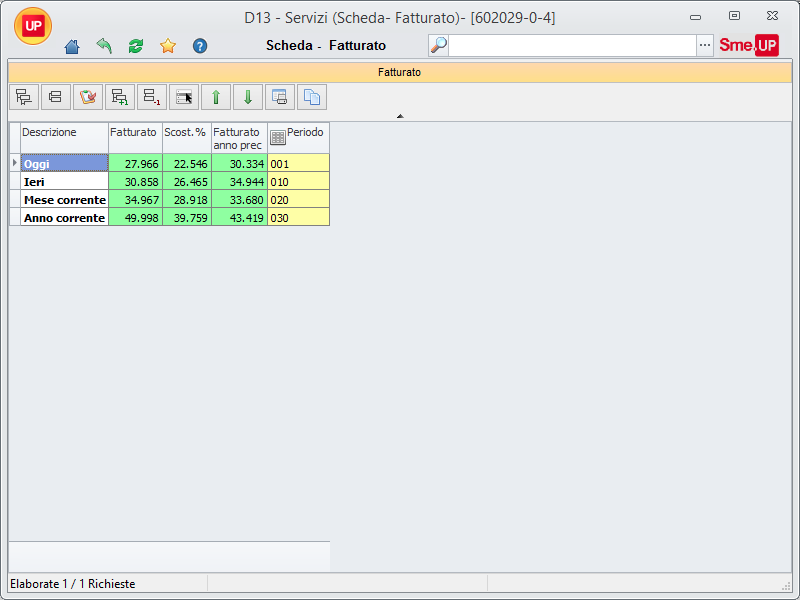 UP
D13 - Servizi (Scheda- Fatturato)- [602029-0-4]
Scheda - Fatturato
Sme.UP
Fatturato
+1
-1
Descrizione Fatturato Scost.% Fatturato anno prec Periodo
Oggi 27.966 22.546 30.334 001
Ieri 30.858 26.465 34.944 010
Mese corrente 34.967 28.918 33.680 020
Anno corrente 49.998 39.759 43.419 030
Elaborate 1 / 1 Richieste